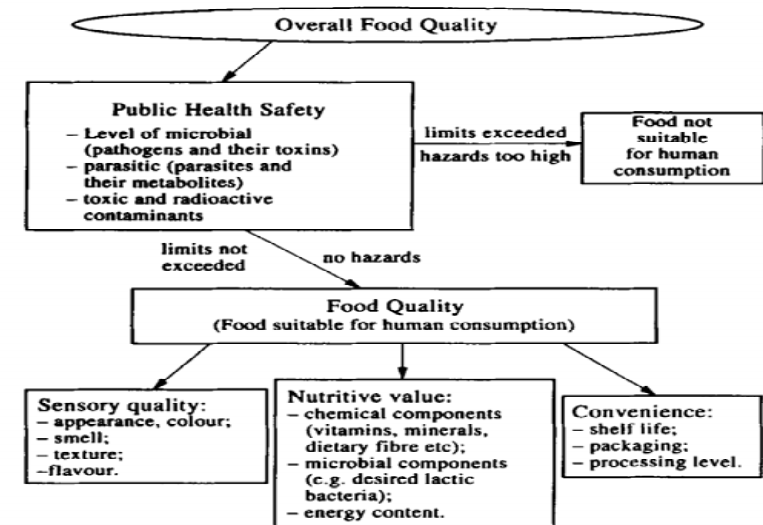 Overall Food Quality
Public Health Safety
– Level of microbial
(pathogens and their toxins)
– parasitic (parasites and
their metabolites)
– toxic and radioactive
contaminants
limits exceeded
hazards too high
Food not
suitable
for human
consumption
limits not
exceeded
no hazards
Food Quality
(Food suitable for human consumption)
Sensory quality:
– appearance, colour;
– smell;
– texture;
–flavour.
Nutritive value:
– chemical components
(vitamins, minerals,
dietary fibre etc);
– microbial components
(e.g. desired lactic
bacteria);
– energy content.
Convenience:
– shelf life;
– packaging;
– processing level.